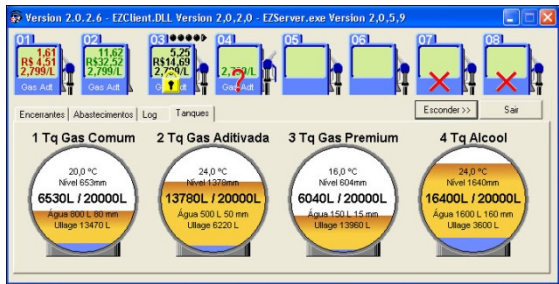 Version 2.0.2.6 - EZClient.DLL Version 2,0,2,0 - EZServer.exe Version 2,0,5,9
01 02 03 04 05 06 07 08
1,61 11,62 5,25
R$ 4,51 R$32,52 R$14,69
2,799/L 2,799/L 2,799/L
Gas Adt Gas Adt Gas Adt
Encerrantes Abastecimentos Log Tanques Esconder >> Sair
1 Tq Gas Comum 2 Tq Gas Aditivada 3 Tq Gas Premium 4 Tq Alcool
20,0 °C 24,0 °C 16,0 °C 24,0 °C
Nível 653mm Nível 1378mm Nível 604mm Nível 1640mm
6530L / 20000L 13780L / 20000L 6040L / 20000L 16400L / 20000L
Água 800 L 80 mm Água 500 L 50 mm Água 150 L 15 mm Água 1600 L 160 mm
Ullage 13470 L Ullage 6220 L Ullage 13960 L Ullage 3600 L